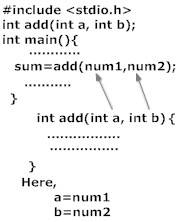 #include <stdio.h>
int add(int a, int b);
int main(){
............
sum=add(num1,num2);
...........
}
int add(int a, int b) {
.................
................
}
Here,
a=num1
b=num2